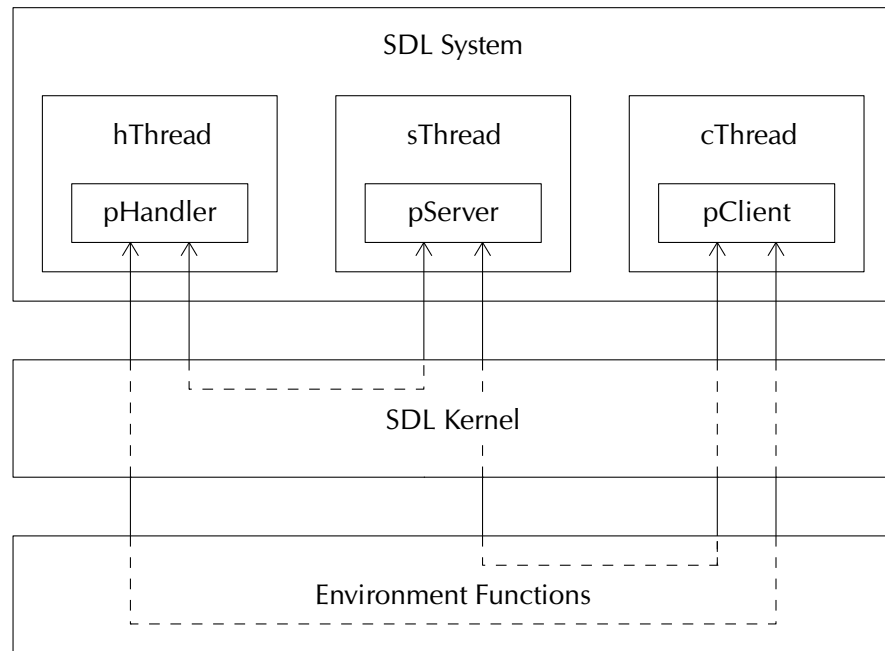 SDL System
hThread
sThread
cThread
pHandler
pServer
pClient
SDL Kernel
Environment Functions